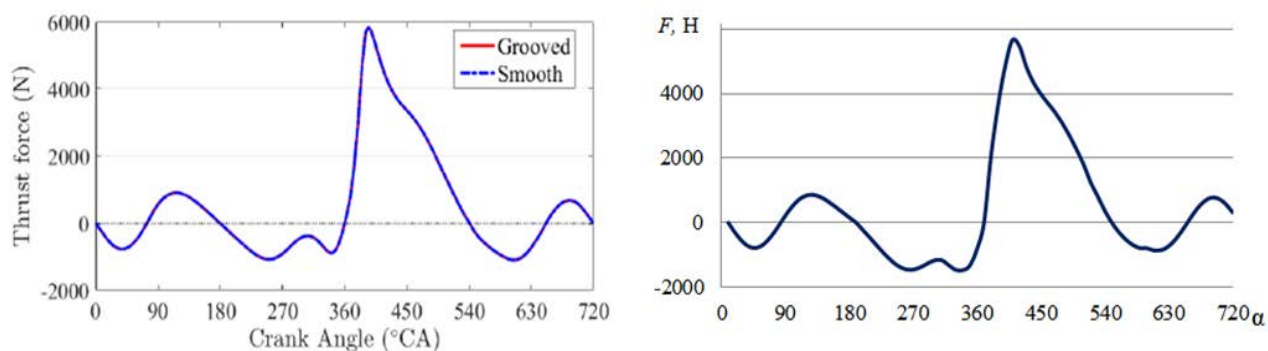 6000
4000
2000
0
-2000
Thrust force (N)
Grooved
Smooth
0 90 180 270 360 450 540 630 720
Crank Angle (°CA)
F, H
4000
2000
0
-2000
0 90 180 270 360 450 540 630 720 α